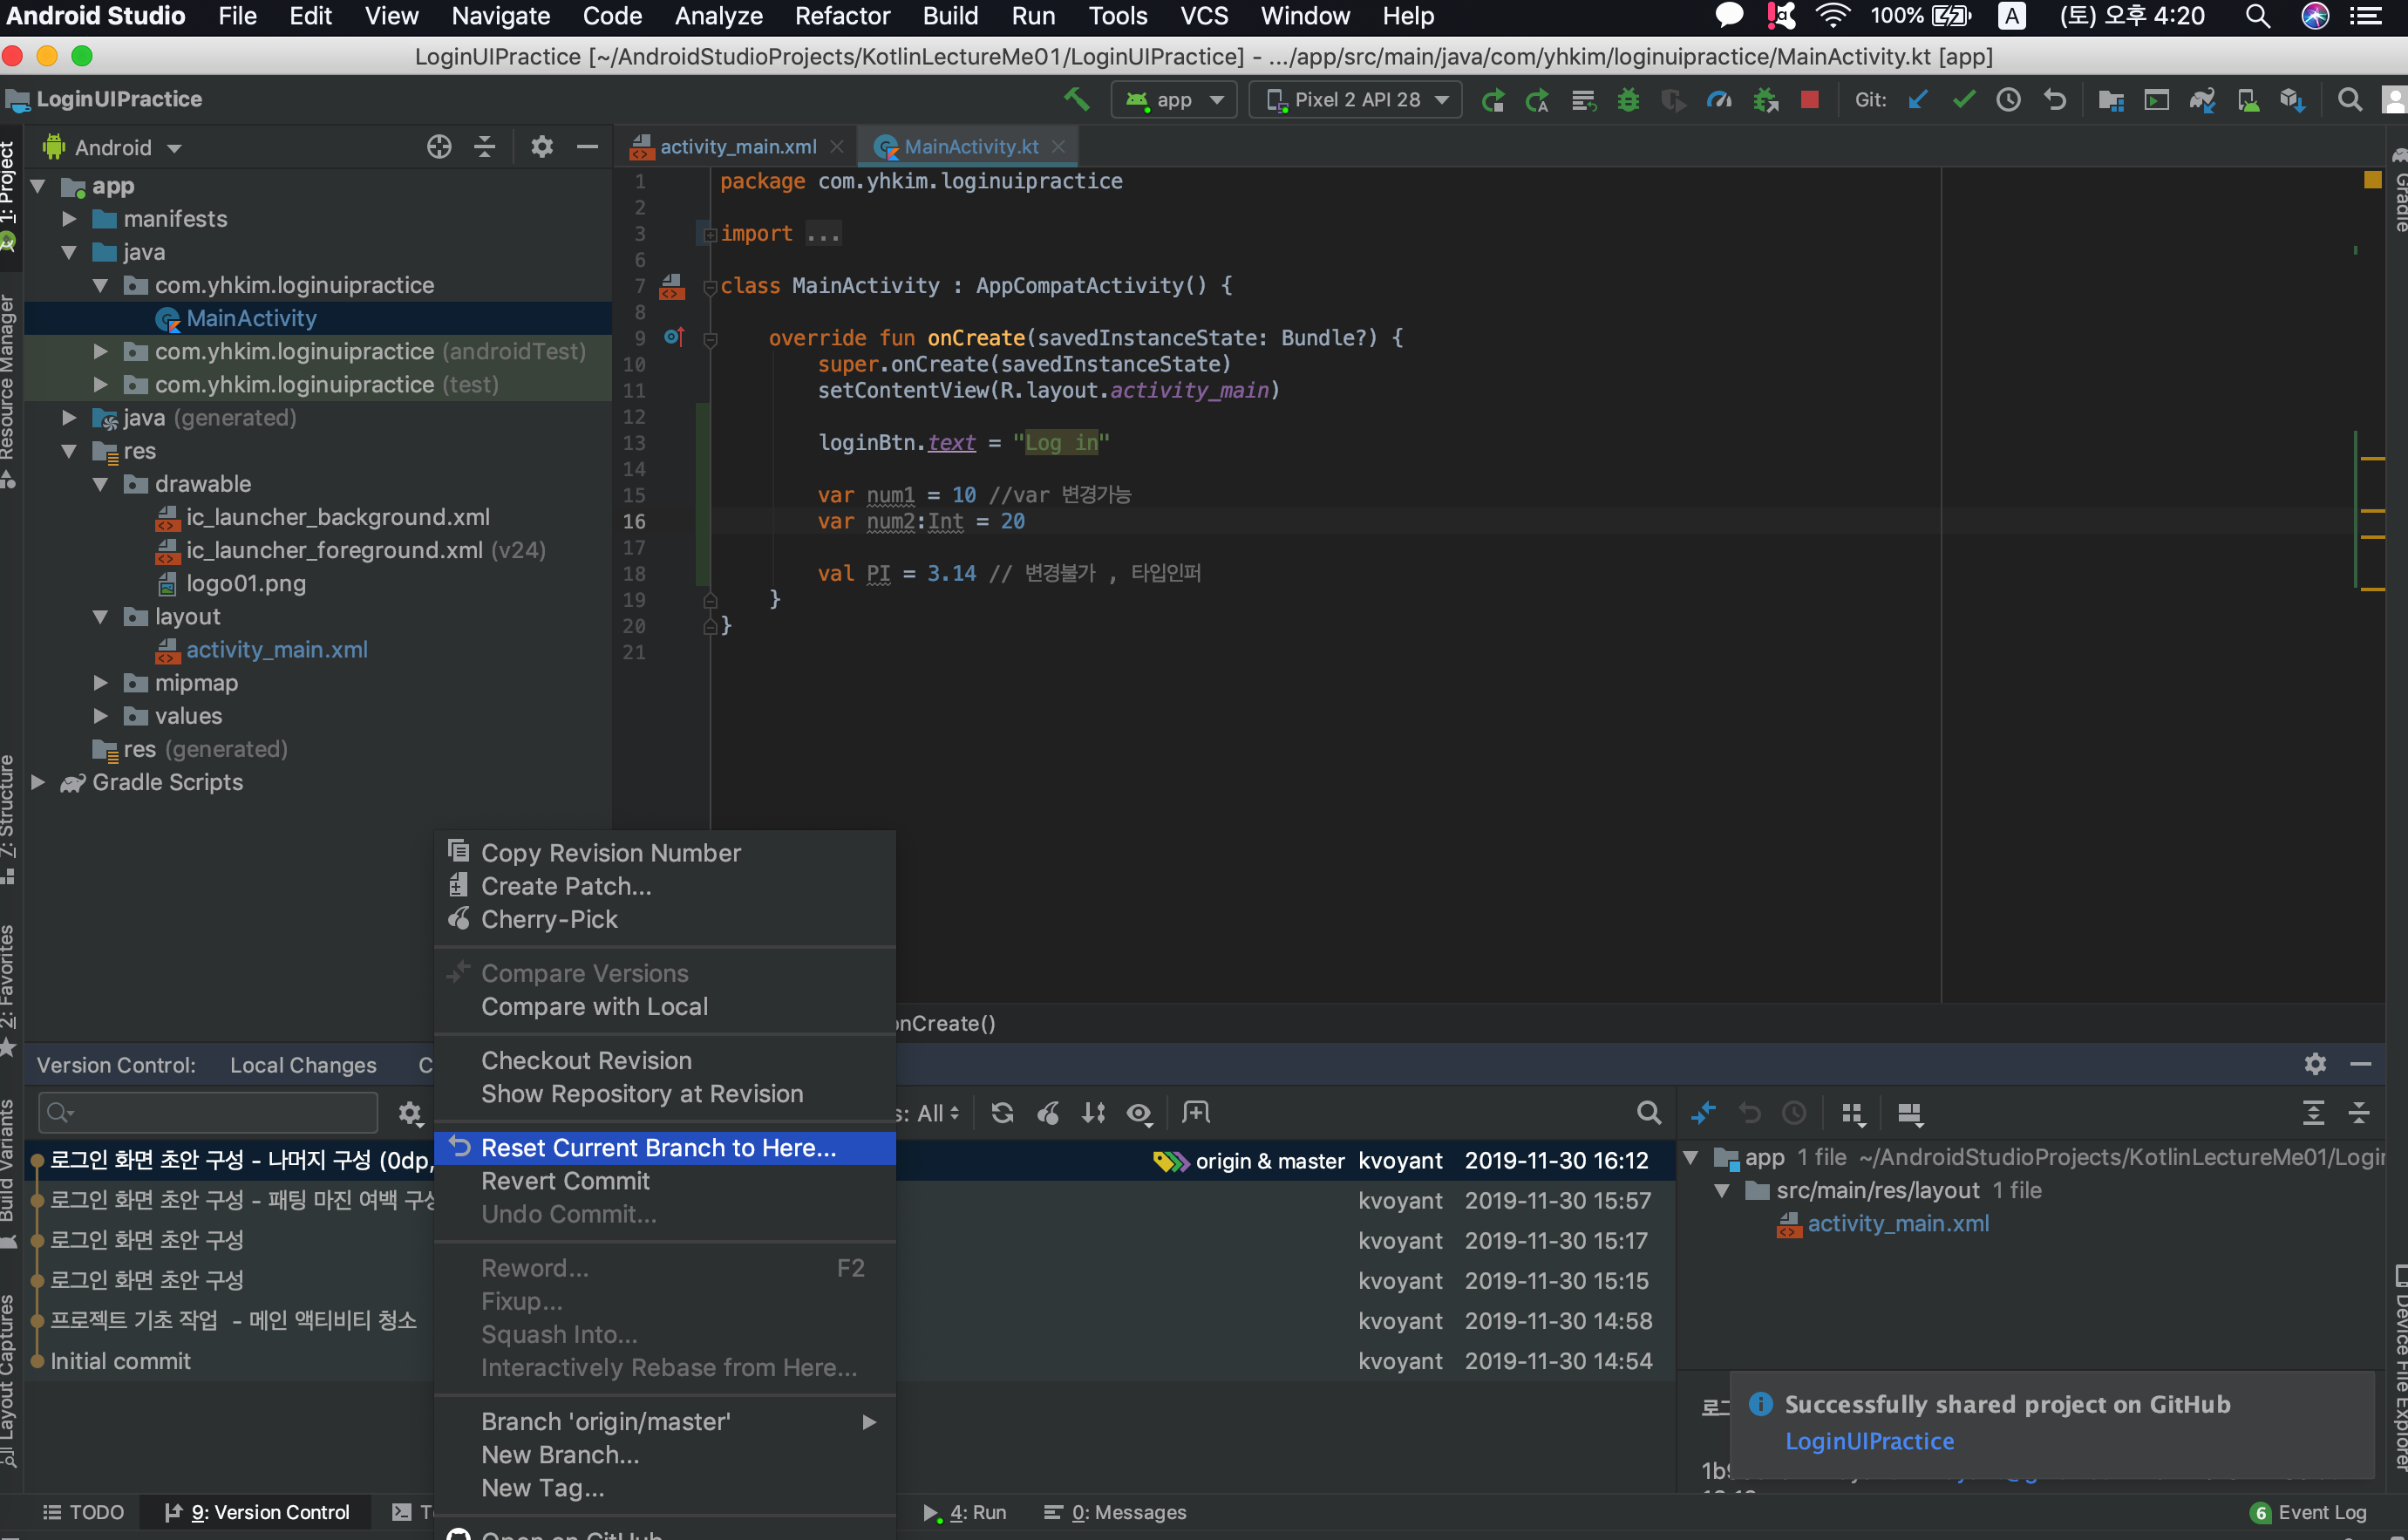 Android Studio File Edit View Navigate Code Analyze Refactor Build Run Tools VCS Window Help 100% A (토) 오후 4:20
LoginUIPractice [~/AndroidStudioProjects/KotlinLectureMe01/LoginUIPractice] - .../app/src/main/java/com/yhkim/loginuipractice/MainActivity.kt [app]
LoginUIPractice app Pixel 2 API 28 Git:
Android
activity_main.xml MainActivity.kt
1: Project
Resource Manager
7: Structure
2: Favorites
Build Variants
Layout Captures
app
manifests
java
com.yhkim.loginuipractice
MainActivity
com.yhkim.loginuipractice (androidTest)
com.yhkim.loginuipractice (test)
java (generated)
res
drawable
ic_launcher_background.xml
ic_launcher_foreground.xml (v24)
logo01.png
layout
activity_main.xml
mipmap
values
res (generated)
Gradle Scripts
1 package com.yhkim.loginuipractice
2
3 import ...
6
7 class MainActivity : AppCompatActivity() {
8
9 override fun onCreate(savedInstanceState: Bundle?) {
10 super.onCreate(savedInstanceState)
11 setContentView(R.layout.activity_main)
12
13 loginBtn.text = "Log in"
14
15 var num1 = 10 //var 변경가능
16 var num2:Int = 20
17
18 val PI = 3.14 // 변경불가 , 타입인퍼
19 }
20 }
21
Gradle
Device File Explorer
onCreate()
Copy Revision Number
Create Patch...
Cherry-Pick
Compare Versions
Compare with Local
Checkout Revision
Show Repository at Revision
Reset Current Branch to Here...
Revert Commit
Undo Commit...
Reword... F2
Fixup...
Squash Into...
Interactively Rebase from Here...
Branch 'origin/master'
New Branch...
New Tag...
Open on GitHub
Version Control: Local Changes C
s: All
로그인 화면 초안 구성 - 나머지 구성 (0dp, origin & master kvoyant 2019-11-30 16:12
로그인 화면 초안 구성 - 패팅 마진 여백 구성 kvoyant 2019-11-30 15:57
로그인 화면 초안 구성 kvoyant 2019-11-30 15:17
로그인 화면 초안 구성 kvoyant 2019-11-30 15:15
프로젝트 기초 작업 - 메인 액티비티 청소 kvoyant 2019-11-30 14:58
Initial commit kvoyant 2019-11-30 14:54
app 1 file ~/AndroidStudioProjects/KotlinLectureMe01/Login
src/main/res/layout 1 file
activity_main.xml
로그
Successfully shared project on GitHub
LoginUIPractice
TODO 9: Version Control 4: Run 0: Messages 6 Event Log